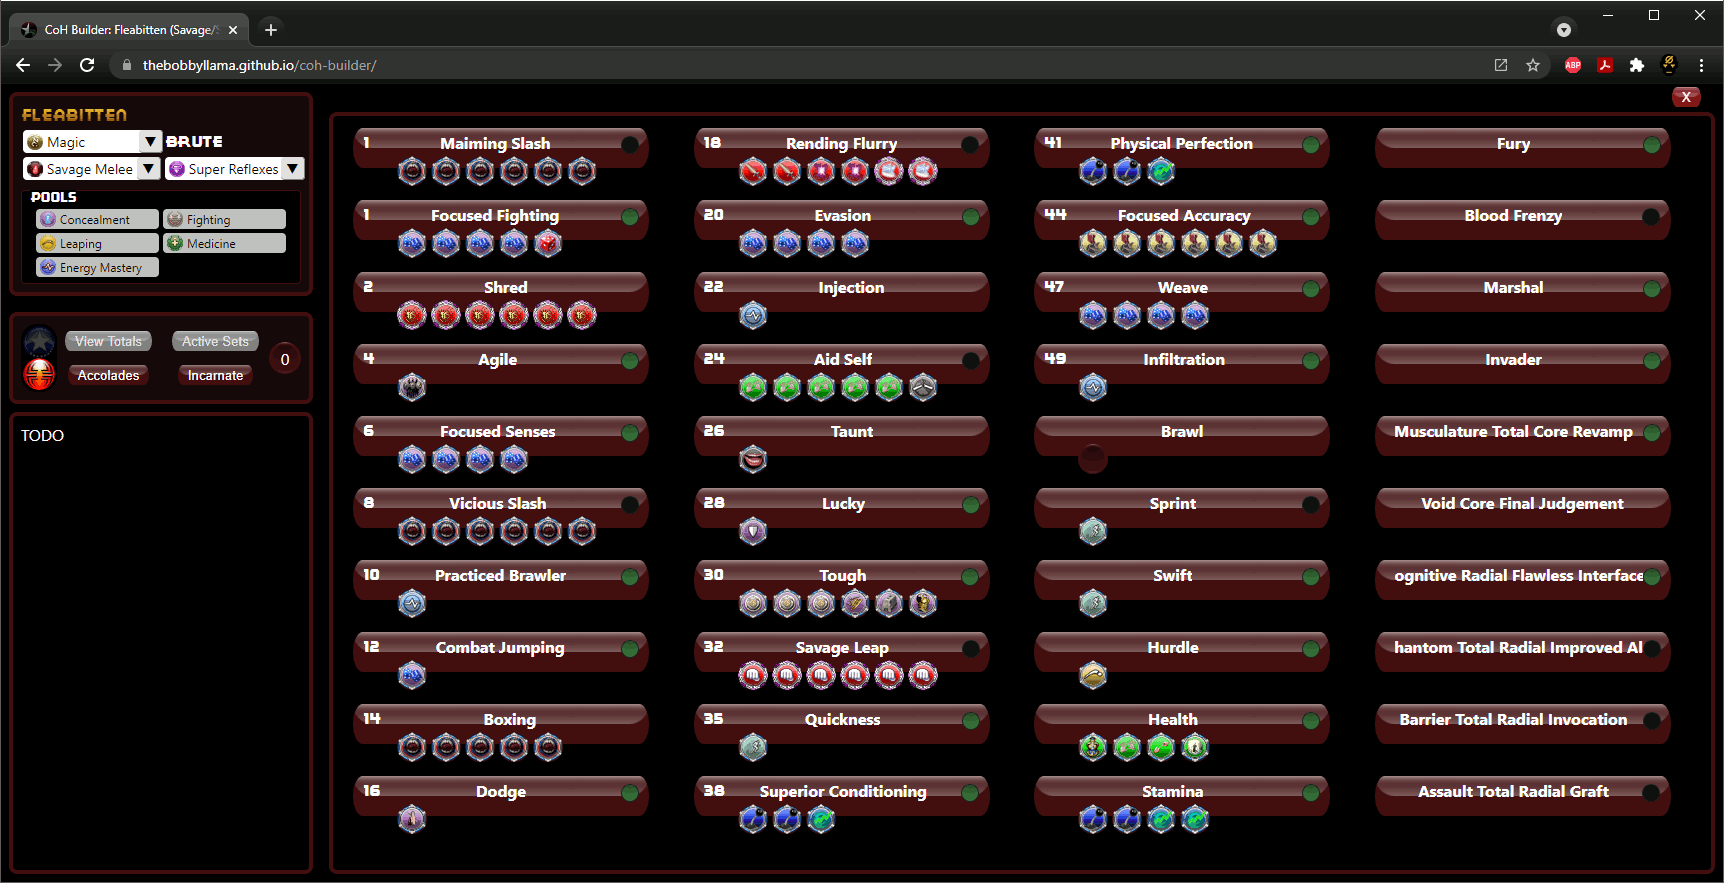 CoH Builder: Fleabitten (Savage/
thebobbyllama.github.io/coh-builder/
ABP
X
FLEABITTEN
Magic
BRUTE
Savage Melee
Super Reflexes
POOLS
Concealment
Fighting
Leaping
Medicine
Energy Mastery
View Totals
Active Sets
0
Accolades
Incarnate
TODO
1 Maiming Slash
1 Focused Fighting
2 Shred
4 Agile
6 Focused Senses
8 Vicious Slash
10 Practiced Brawler
12 Combat Jumping
14 Boxing
16 Dodge
18 Rending Flurry
20 Evasion
22 Injection
24 Aid Self
26 Taunt
28 Lucky
30 Tough
32 Savage Leap
35 Quickness
38 Superior Conditioning
41 Physical Perfection
44 Focused Accuracy
47 Weave
49 Infiltration
Brawl
Sprint
Swift
Hurdle
Health
Stamina
Fury
Blood Frenzy
Marshal
Invader
Musculature Total Core Revamp
Void Core Final Judgement
ognitive Radial Flawless Interface
hantom Total Radial Improved Al
Barrier Total Radial Invocation
Assault Total Radial Graft